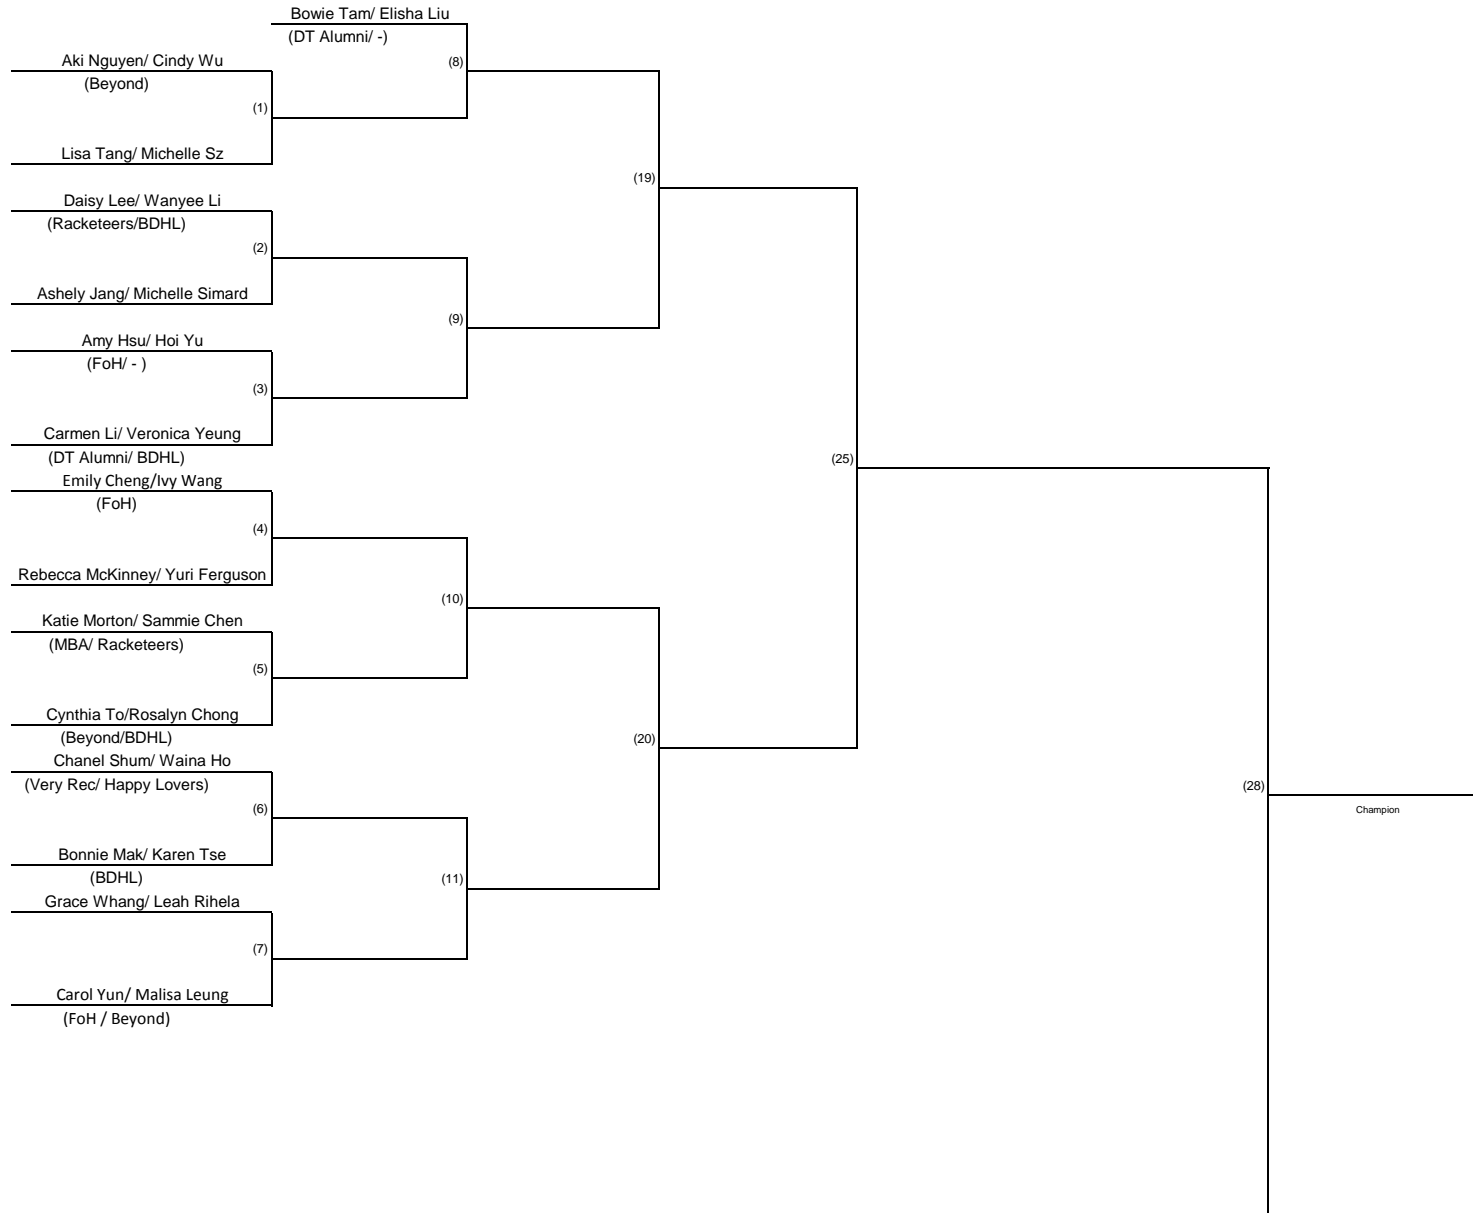 Bowie Tam/ Elisha Liu
(DT Alumni/ -)
Aki Nguyen/ Cindy Wu
(8)
(Beyond)
(1)
Lisa Tang/ Michelle Sz
(19)
Daisy Lee/ Wanyee Li
(Racketeers/BDHL)
(2)
Ashely Jang/ Michelle Simard
(9)
Amy Hsu/ Hoi Yu
(FoH/ - )
(3)
Carmen Li/ Veronica Yeung
(DT Alumni/ BDHL)
(25)
Emily Cheng/Ivy Wang
(FoH)
(4)
Rebecca McKinney/ Yuri Ferguson
(10)
Katie Morton/ Sammie Chen
(MBA/ Racketeers)
(5)
Cynthia To/Rosalyn Chong
(Beyond/BDHL)
(20)
Chanel Shum/ Waina Ho
(Very Rec/ Happy Lovers)
(28)
(6)
Champion
Bonnie Mak/ Karen Tse
(BDHL)
(11)
Grace Whang/ Leah Rihela
(7)
Carol Yun/ Malisa Leung
(FoH / Beyond)